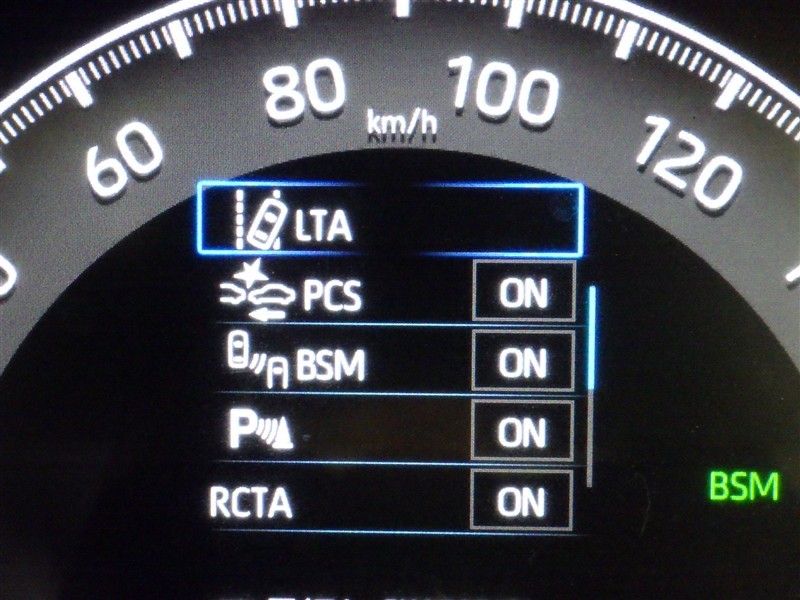 80
100
km/h
60
120
LTA
PCS ON
BSM ON
P ON
RCTA ON
BSM